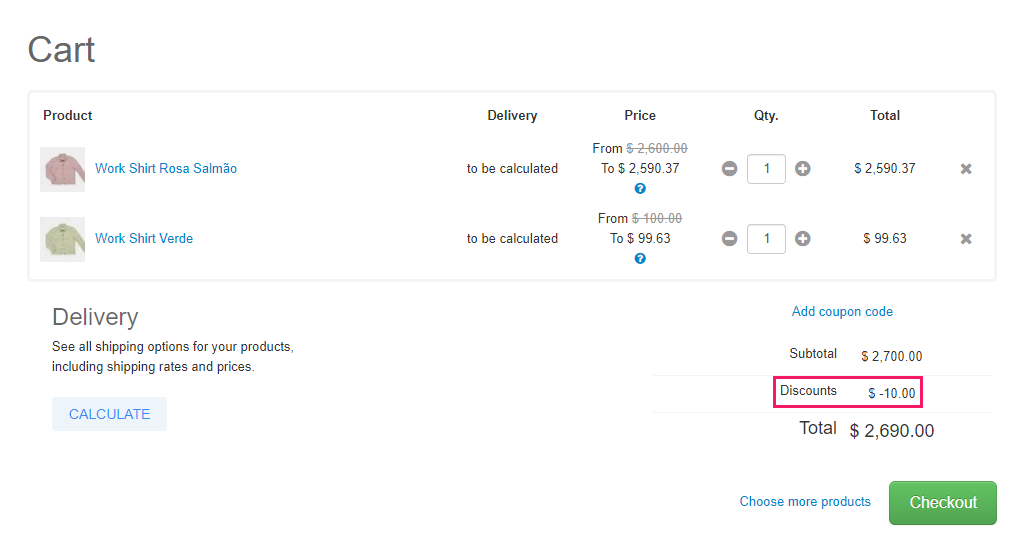 Cart
Product Delivery Price Qty. Total
From $ 2,600.00
Work Shirt Rosa Salmão to be calculated To $ 2,590.37 1 $ 2,590.37
From $ 100.00
Work Shirt Verde to be calculated To $ 99.63 1 $ 99.63
Delivery
See all shipping options for your products,
including shipping rates and prices.
CALCULATE
Add coupon code
Subtotal $ 2,700.00
Discounts $ -10.00
Total $ 2,690.00
Choose more products Checkout